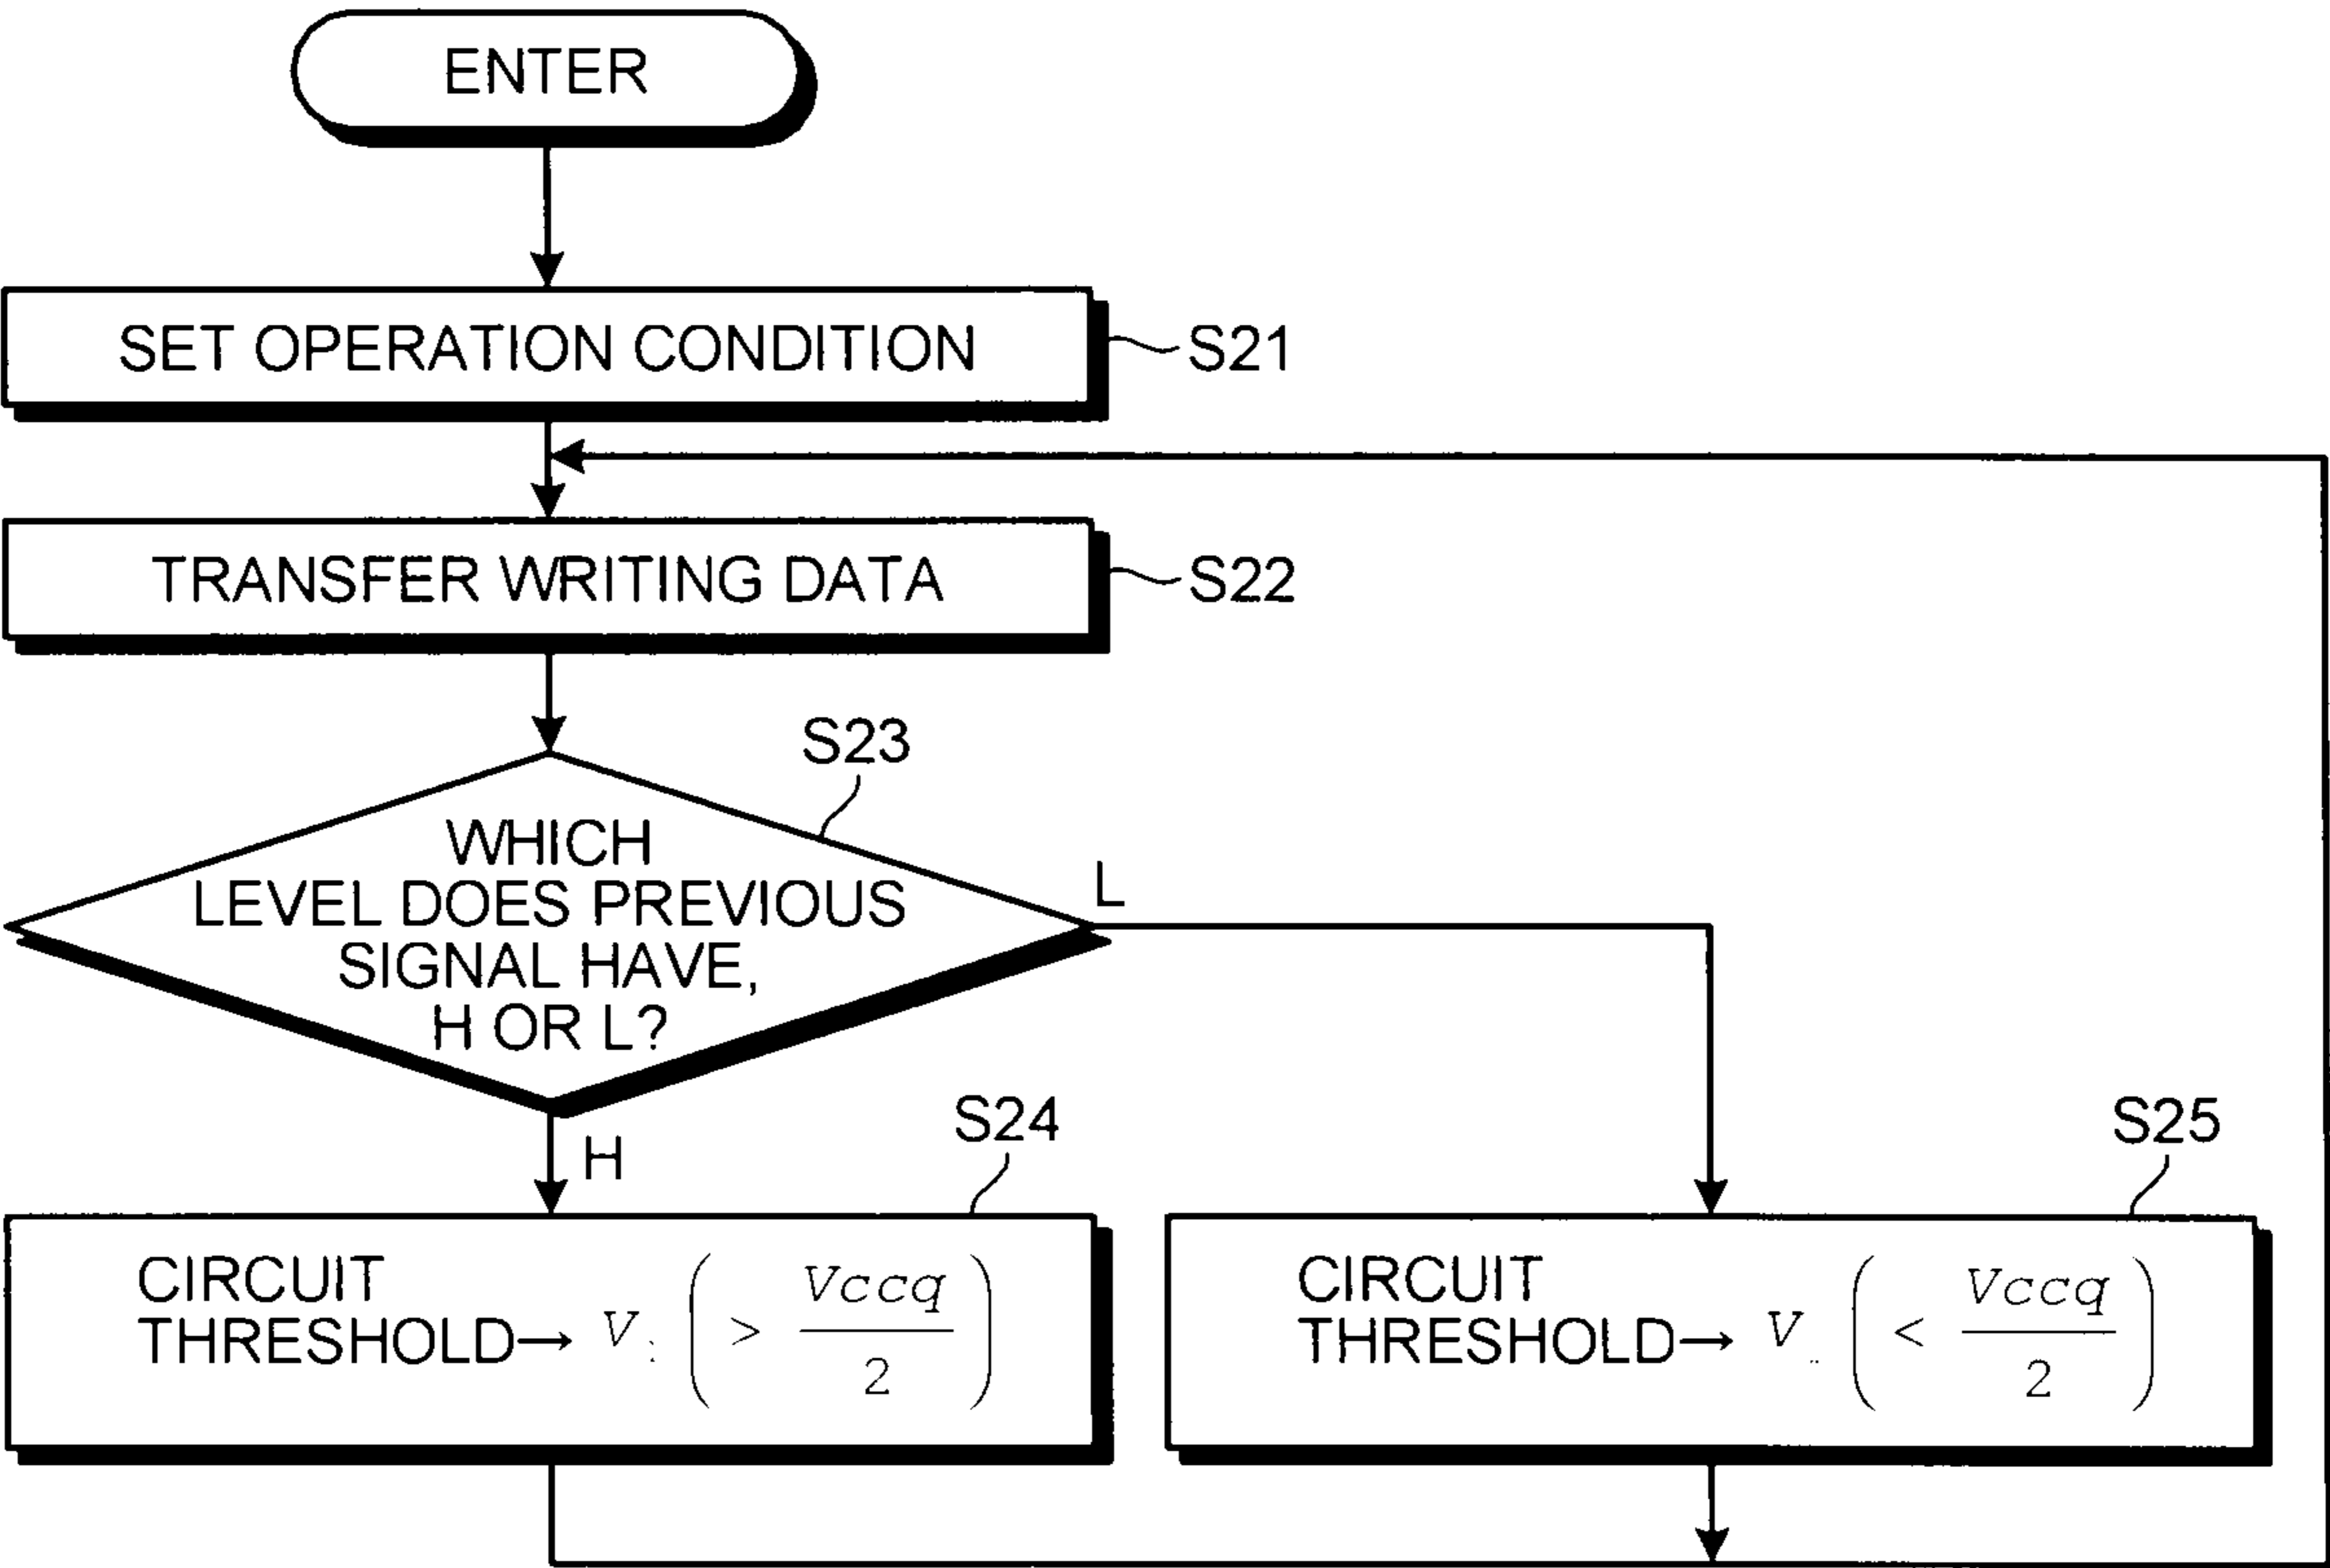 ENTER
SET OPERATION CONDITION
S21
TRANSFER WRITING DATA
S22
S23
WHICH
LEVEL DOES PREVIOUS
SIGNAL HAVE,
H OR L?
L
H
S24
CIRCUIT
THRESHOLD→ V ( > Vccq / 2 )
S25
CIRCUIT
THRESHOLD→ V ( < Vccq / 2 )